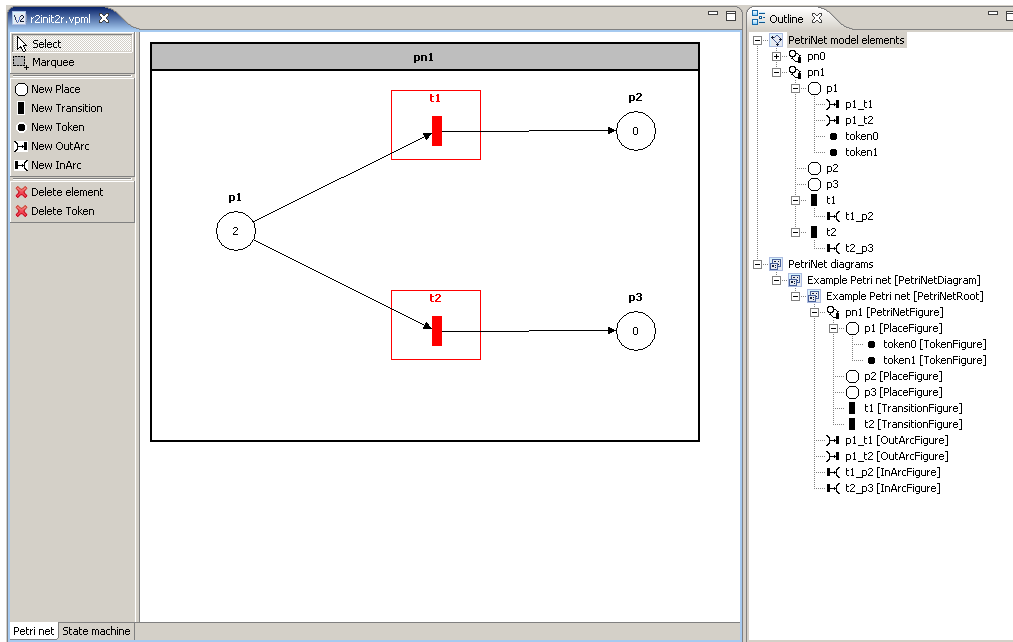 r2init2r.vpml
Select
Marquee
New Place
New Transition
New Token
New OutArc
New InArc
Delete element
Delete Token
pn1
t1
p2
0
p1
2
t2
p3
0
Petri net
State machine
Outline
PetriNet model elements
pn0
pn1
p1
p1_t1
p1_t2
token0
token1
p2
p3
t1
t1_p2
t2
t2_p3
PetriNet diagrams
Example Petri net [PetriNetDiagram]
Example Petri net [PetriNetRoot]
pn1 [PetriNetFigure]
p1 [PlaceFigure]
token0 [TokenFigure]
token1 [TokenFigure]
p2 [PlaceFigure]
p3 [PlaceFigure]
t1 [TransitionFigure]
t2 [TransitionFigure]
p1_t1 [OutArcFigure]
p1_t2 [OutArcFigure]
t1_p2 [InArcFigure]
t2_p3 [InArcFigure]